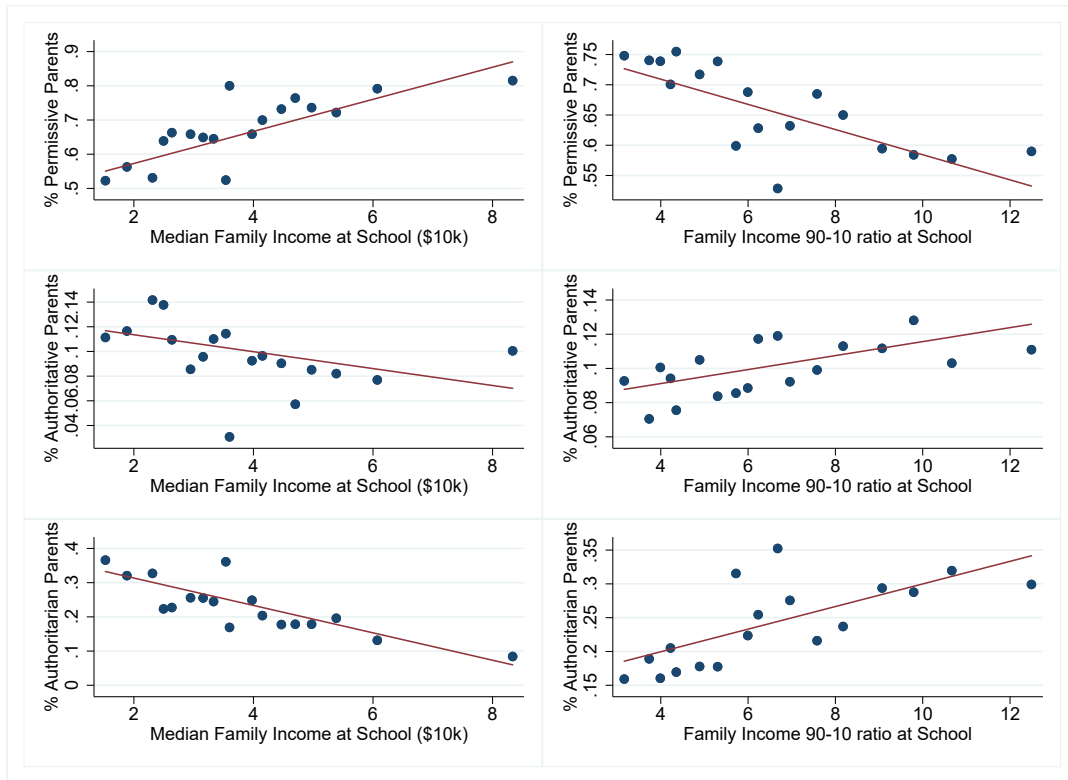 % Permissive Parents
.9
.8
.7
.6
.5
2 4 6 8
Median Family Income at School ($10k)
% Permissive Parents
.75
.7
.65
.6
.55
4 6 8 10 12
Family Income 90-10 ratio at School
% Authoritative Parents
.14
.12
.1
.08
.06
.04
2 4 6 8
Median Family Income at School ($10k)
% Authoritative Parents
.14
.12
.1
.08
.06
4 6 8 10 12
Family Income 90-10 ratio at School
% Authoritarian Parents
.4
.3
.2
.1
0
2 4 6 8
Median Family Income at School ($10k)
% Authoritarian Parents
.35
.3
.25
.2
.15
4 6 8 10 12
Family Income 90-10 ratio at School